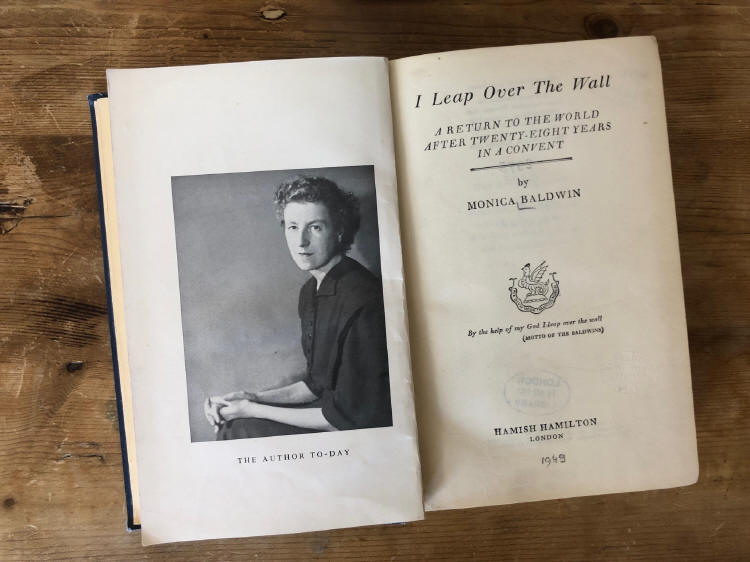 THE AUTHOR TO-DAY
I Leap Over The Wall
A RETURN TO THE WORLD
AFTER TWENTY-EIGHT YEARS
IN A CONVENT
by
MONICA BALDWIN
By the help of my God I leap over the wall
(MOTTO OF THE BALDWINS)
HAMISH HAMILTON
LONDON
1949